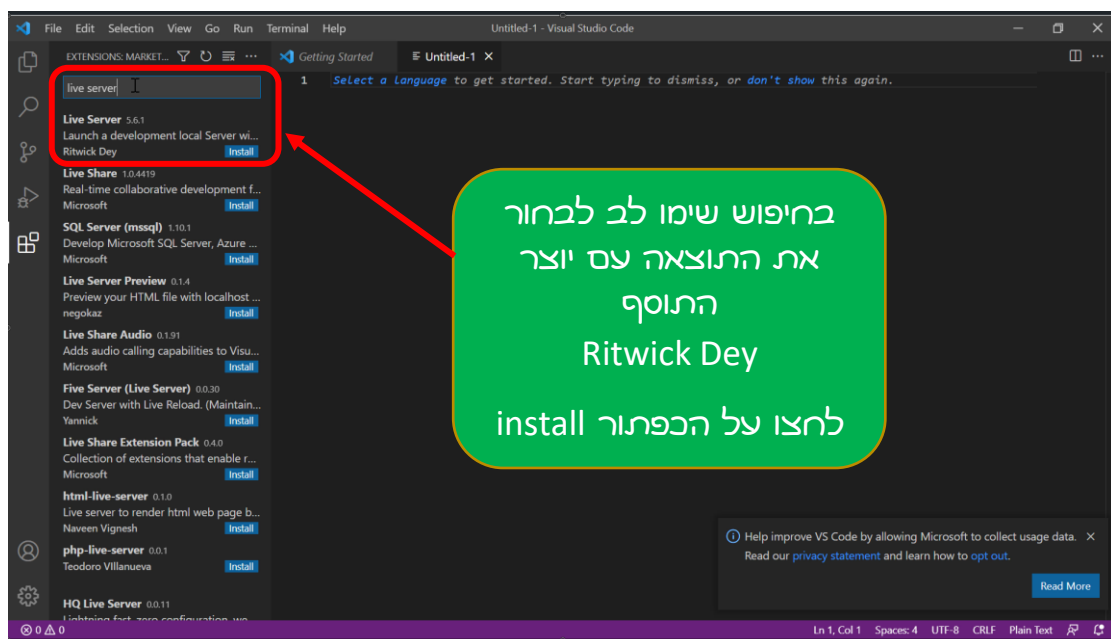 File Edit Selection View Go Run Terminal Help
Untitled-1 - Visual Studio Code
EXTENSIONS: MARKET...
Getting Started
Untitled-1
live server
1 Select a language to get started. Start typing to dismiss, or don't show this again.
Live Server 5.6.1
Launch a development local Server wi...
Ritwick Dey Install
Live Share 1.0.4419
Real-time collaborative development f...
Microsoft Install
SQL Server (mssql) 1.10.1
Develop Microsoft SQL Server, Azure ...
Microsoft Install
Live Server Preview 0.1.4
Preview your HTML file with localhost ...
negokaz Install
Live Share Audio 0.1.91
Adds audio calling capabilities to Visu...
Microsoft Install
Five Server (Live Server) 0.0.30
Dev Server with Live Reload. (Maintain...
Yannick Install
Live Share Extension Pack 0.4.0
Collection of extensions that enable r...
Microsoft Install
html-live-server 0.1.0
Live server to render html web page b...
Naveen Vignesh Install
php-live-server 0.0.1
Teodoro VIllanueva Install
HQ Live Server 0.0.11
Lightning fast, zero configuration, we...
בחיפוש שימו לב לבחור
את התוצאה עם יוצר
התוסף
Ritwick Dey
לחצו על הכפתור install
Help improve VS Code by allowing Microsoft to collect usage data.
Read our privacy statement and learn how to opt out.
Read More
0 0
Ln 1, Col 1 Spaces: 4 UTF-8 CRLF Plain Text